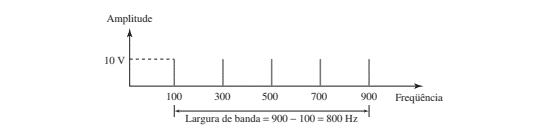 Amplitude
10 V
100 300 500 700 900 Freqüência
Largura de banda = 900 – 100 = 800 Hz